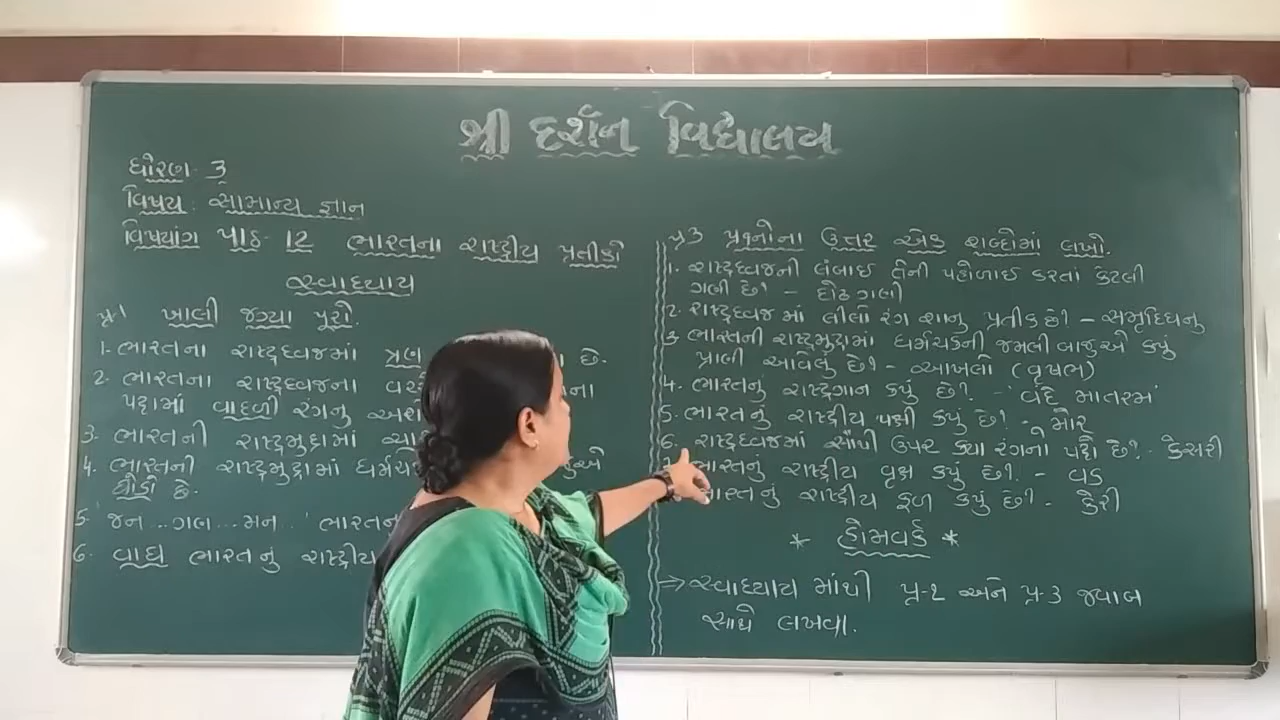 શ્રી દર્શન વિદ્યાલય
ધોરણ 3
વિષય : સામાન્ય જ્ઞાન
વિષયાંગ પાઠ 12 ભારતના રાષ્ટ્રીય પ્રતીકો
સ્વાધ્યાય
પ્ર-1 ખાલી જગ્યા પૂરો.
1. ભારતના રાષ્ટ્રધ્વજમાં ત્રણ છે.
2. ભારતના રાષ્ટ્રધ્વજના
પટ્ટામાં વાદળી રંગનુ
3. ભારતની રાષ્ટ્રમુદ્રામાં
4. ભારતની રાષ્ટ્રમુદ્રામાં
ઘોડો છે.
5. જન...ગણ...મન..
6. વાઘ ભારતનું રાષ્ટ્રીય
પ્ર-3 પ્રશ્નોના ઉત્તર એક શબ્દોમાં લખો.
1. રાષ્ટ્રધ્વજની લંબાઈ તેની પહોળાઈ કરતાં કેટલી
ગણી છે? - દોઢ ગણી
2. રાષ્ટ્રધ્વજ માં લીલો રંગ શાનુ પ્રતીક છે? - સમૃદ્ધિનુ
3. ભારતની રાષ્ટ્રમુદ્રામાં ધર્મચક્રની જમણી બાજુએ કયું
પ્રાણી આવેલું છે? - આખલો (વૃષભ)
4. ભારતનું રાષ્ટ્રગાન કયું છે? - વંદે માતરમ
5. ભારતનું રાષ્ટ્રીય પક્ષી કયું છે? - મોર
6. રાષ્ટ્રધ્વજમાં સૌથી ઉપર કયા રંગનો પટ્ટો છે? - કેસરી
ભારતનું રાષ્ટ્રીય વૃક્ષ કયું છે? - વડ
ભારતનું રાષ્ટ્રીય ફળ કયું છે? - કેરી
* હોમવર્ક *
⇒ સ્વાધ્યાય માંથી પ્ર-2 અને પ્ર-3 જવાબ
સાથે લખવા.